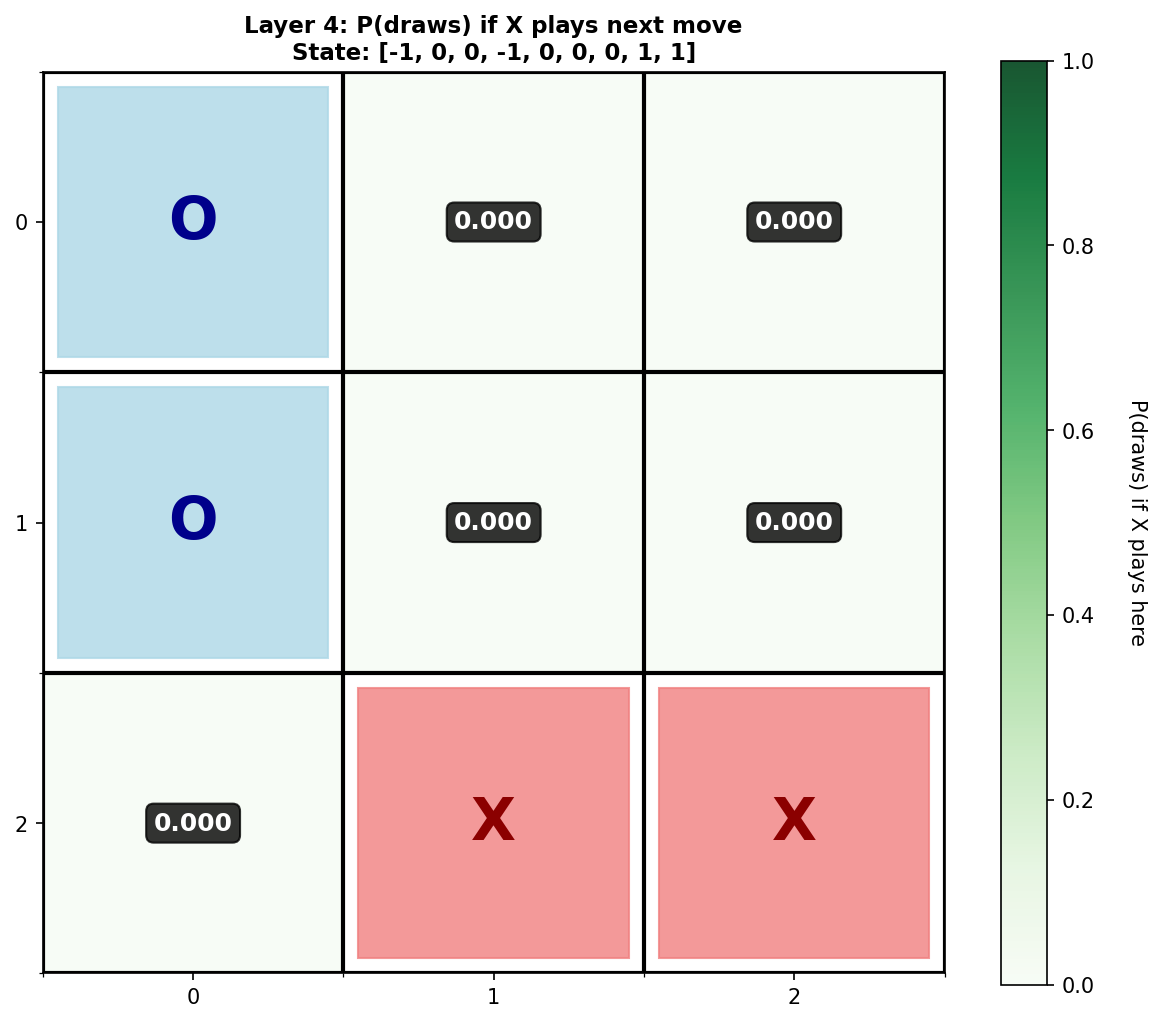 Layer 4: P(draws) if X plays next move
State: [-1, 0, 0, -1, 0, 0, 0, 1, 1]
0
O
0.000
0.000
1
O
0.000
0.000
2
0.000
X
X
0
1
2
1.0
0.8
0.6
0.4
0.2
0.0
P(draws) if X plays here